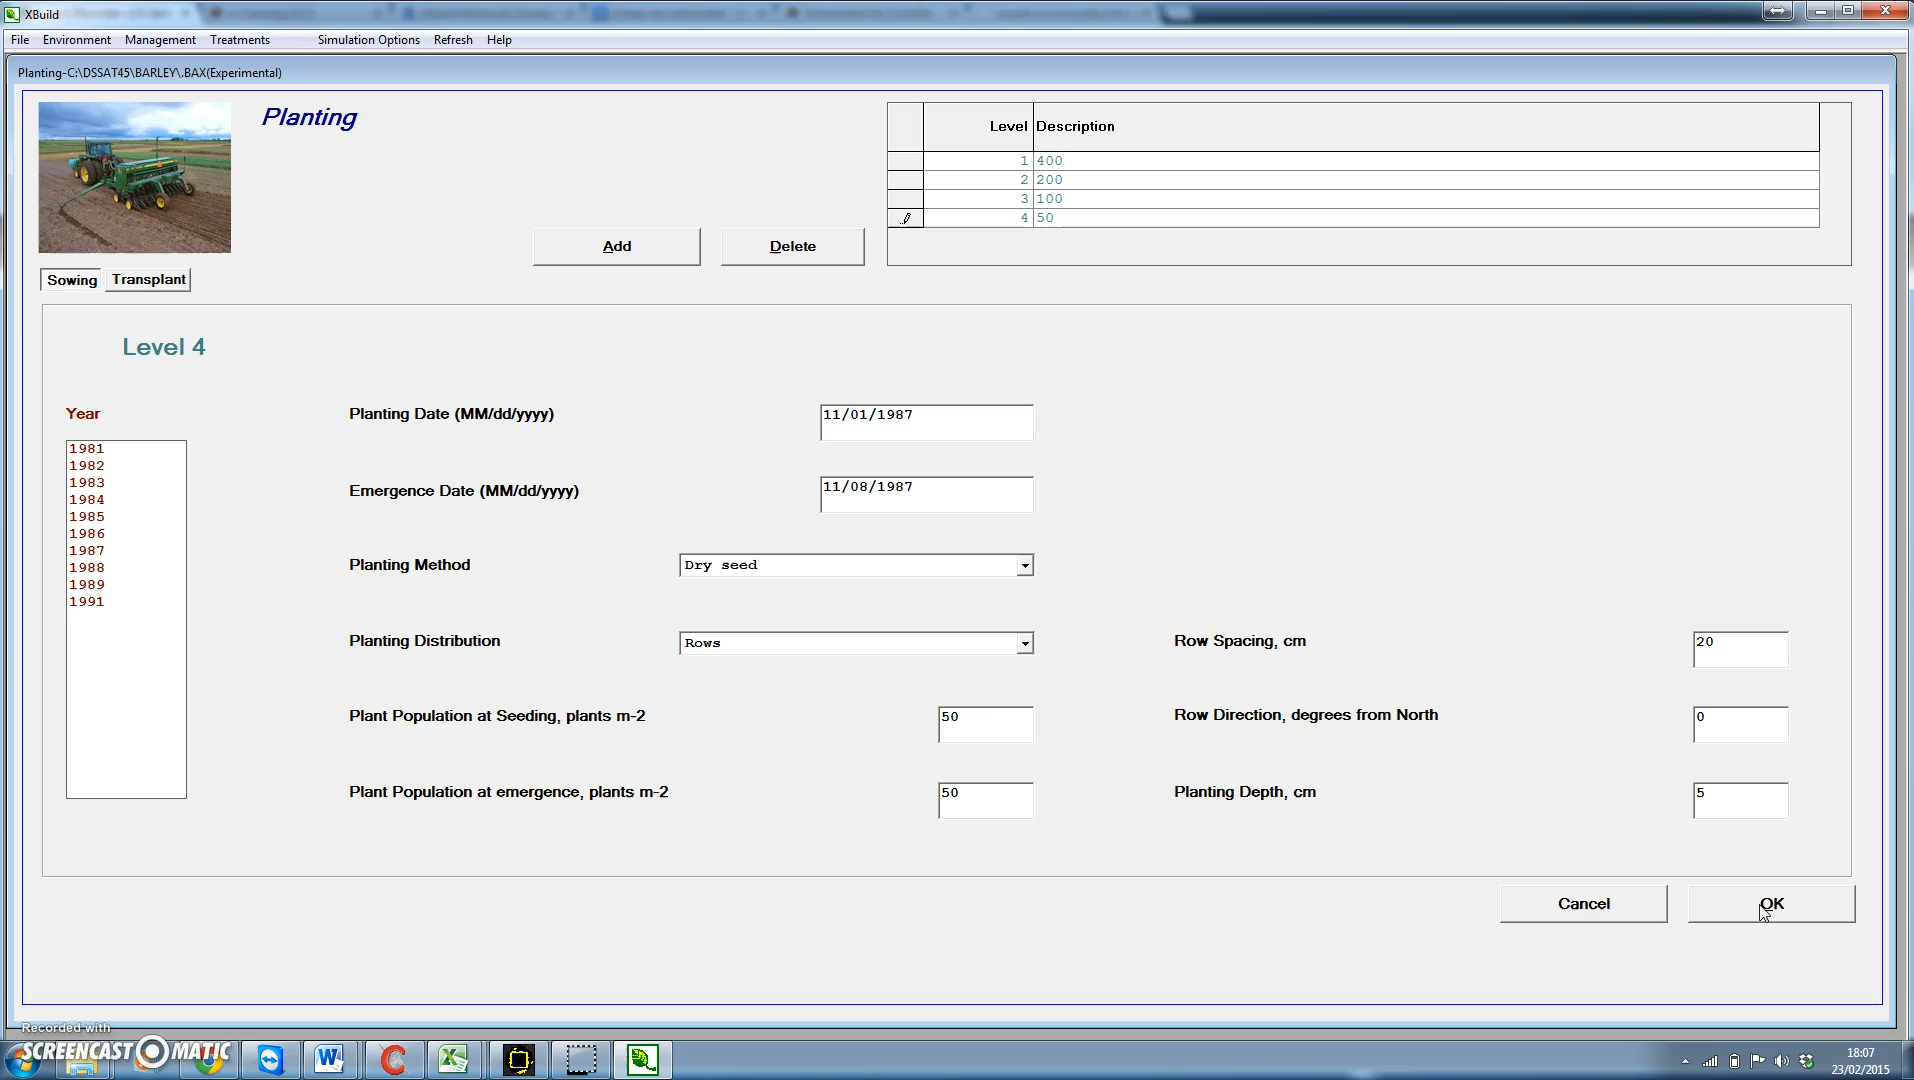 XBuild
File Environment Management Treatments Simulation Options Refresh Help
Planting-C:\DSSAT45\BARLEY\.BAX(Experimental)
Planting
Level Description
1 400
2 200
3 100
4 50
Add Delete
Sowing Transplant
Level 4
Year
1981
1982
1983
1984
1985
1986
1987
1988
1989
1991
Planting Date (MM/dd/yyyy) 11/01/1987
Emergence Date (MM/dd/yyyy) 11/08/1987
Planting Method Dry seed
Planting Distribution Rows
Row Spacing, cm 20
Plant Population at Seeding, plants m-2 50
Row Direction, degrees from North 0
Plant Population at emergence, plants m-2 50
Planting Depth, cm 5
Cancel OK
Recorded with
SCREENCAST MATIC
18:07
23/02/2015